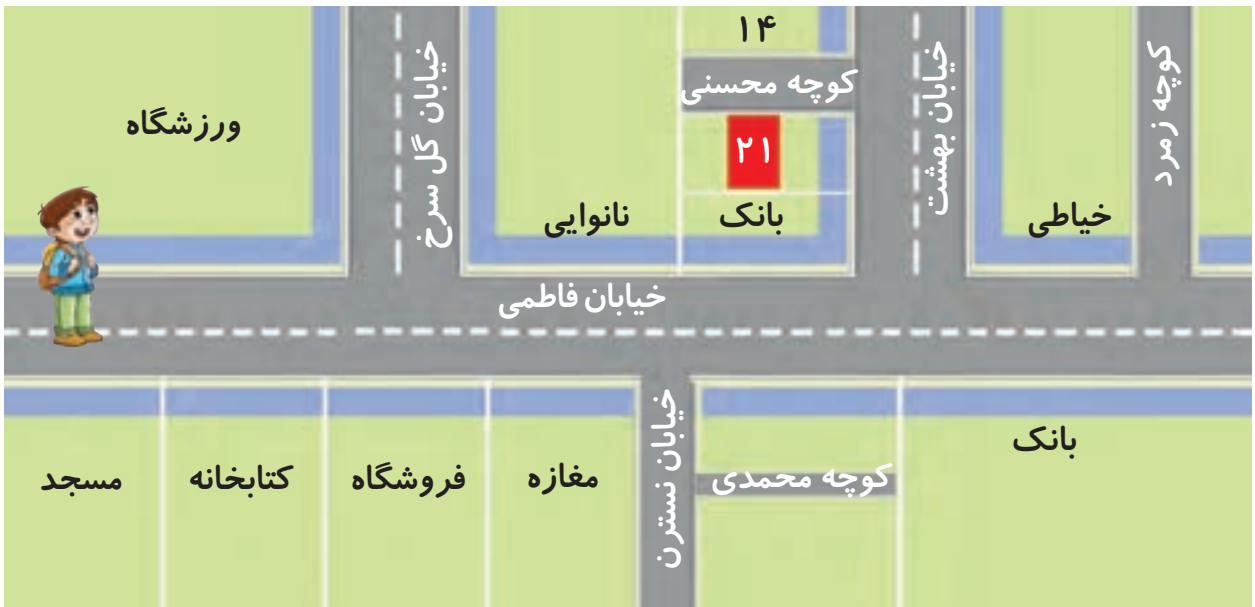 ۱۴
کوچه محسنی
۲۱
ورزشگاه
خیابان گل سرخ
نانوایی
بانک
خیابان بهشت
خیاطی
کوچه زمرد
خیابان فاطمی
مسجد
کتابخانه
فروشگاه
مغازه
خیابان نسترن
کوچه محمدی
بانک